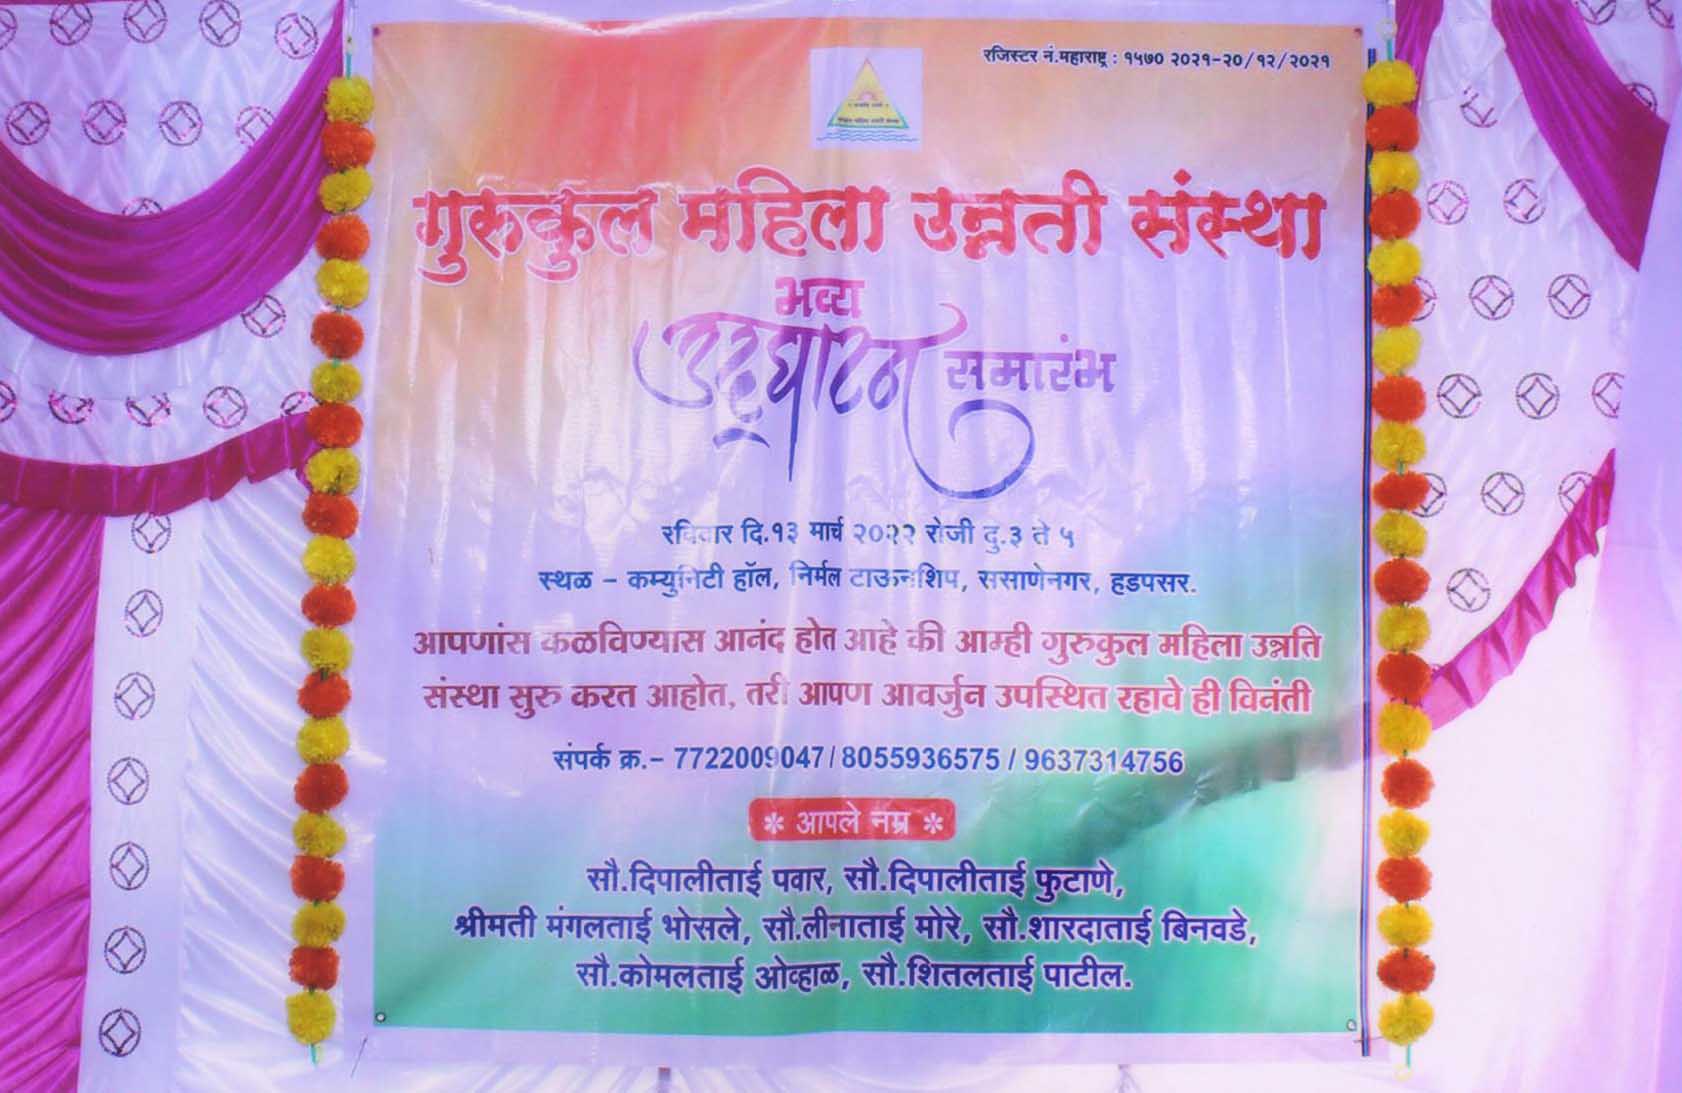 रजिस्टर नं.महाराष्ट्र : १५७० २०२१-२०/१२/२०२१
गुरुकुल महिला उन्नती संस्था
भव्य
उद्घाटन समारंभ
रविवार दि.१३ मार्च २०२२ रोजी दु.३ ते ५
स्थळ – कम्युनिटी हॉल, निर्मल टाऊनशिप, ससाणेनगर, हडपसर.
आपणांस कळविण्यास आनंद होत आहे की आम्ही गुरुकुल महिला उन्नति
संस्था सुरु करत आहोत, तरी आपण आवर्जुन उपस्थित रहावे ही विनंती
संपर्क क्र.– 7722009047/8055936575 / 9637314756
* आपले नम्र *
सौ.दिपालीताई पवार, सौ.दिपालीताई फुटाणे,
श्रीमती मंगलताई भोसले, सौ.लीनाताई मोरे, सौ.शारदाताई बिनवडे,
सौ.कोमलताई ओव्हाळ, सौ.शितलताई पाटील.